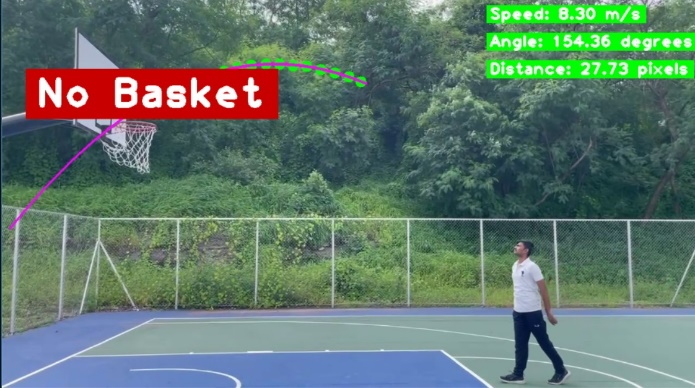 Speed: 8.30 m/s
Angle: 154.36 degrees
Distance: 27.73 pixels
No Basket